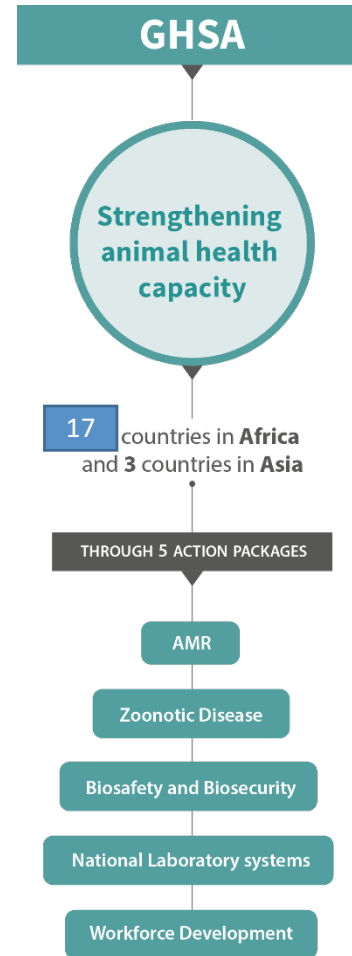 GHSA
Strengthening
animal health
capacity
17 countries in Africa
and 3 countries in Asia
THROUGH 5 ACTION PACKAGES
AMR
Zoonotic Disease
Biosafety and Biosecurity
National Laboratory systems
Workforce Development